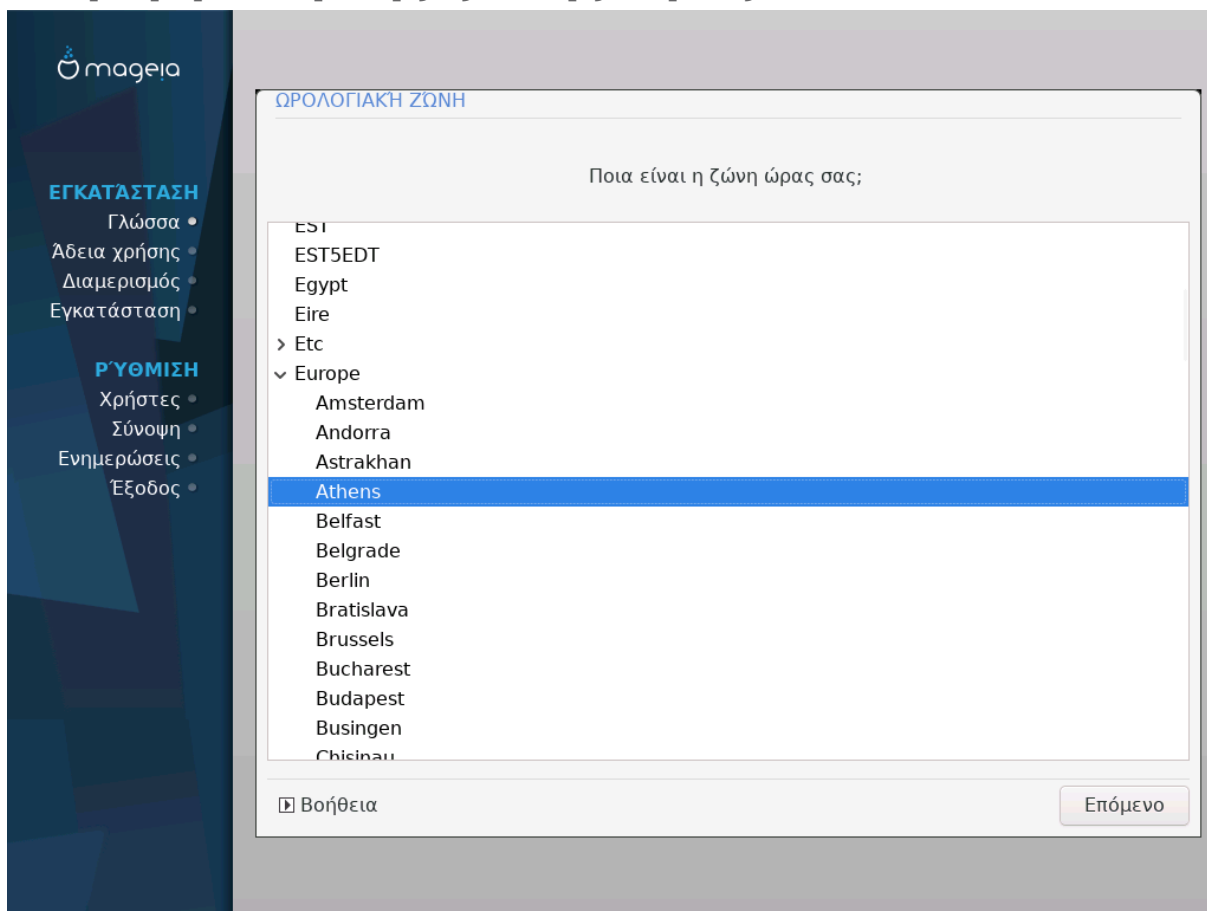 mageia
ΕΓΚΑΤΆΣΤΑΣΗ
Γλώσσα
Άδεια χρήσης
Διαμερισμός
Εγκατάσταση
ΡΎΘΜΙΣΗ
Χρήστες
Σύνοψη
Ενημερώσεις
Έξοδος
ΩΡΟΛΟΓΙΑΚΉ ΖΏΝΗ
Ποια είναι η ζώνη ώρας σας;
EST
EST5EDT
Egypt
Eire
Etc
Europe
Amsterdam
Andorra
Astrakhan
Athens
Belfast
Belgrade
Berlin
Bratislava
Brussels
Bucharest
Budapest
Busingen
Chisinau
Βοήθεια
Επόμενο